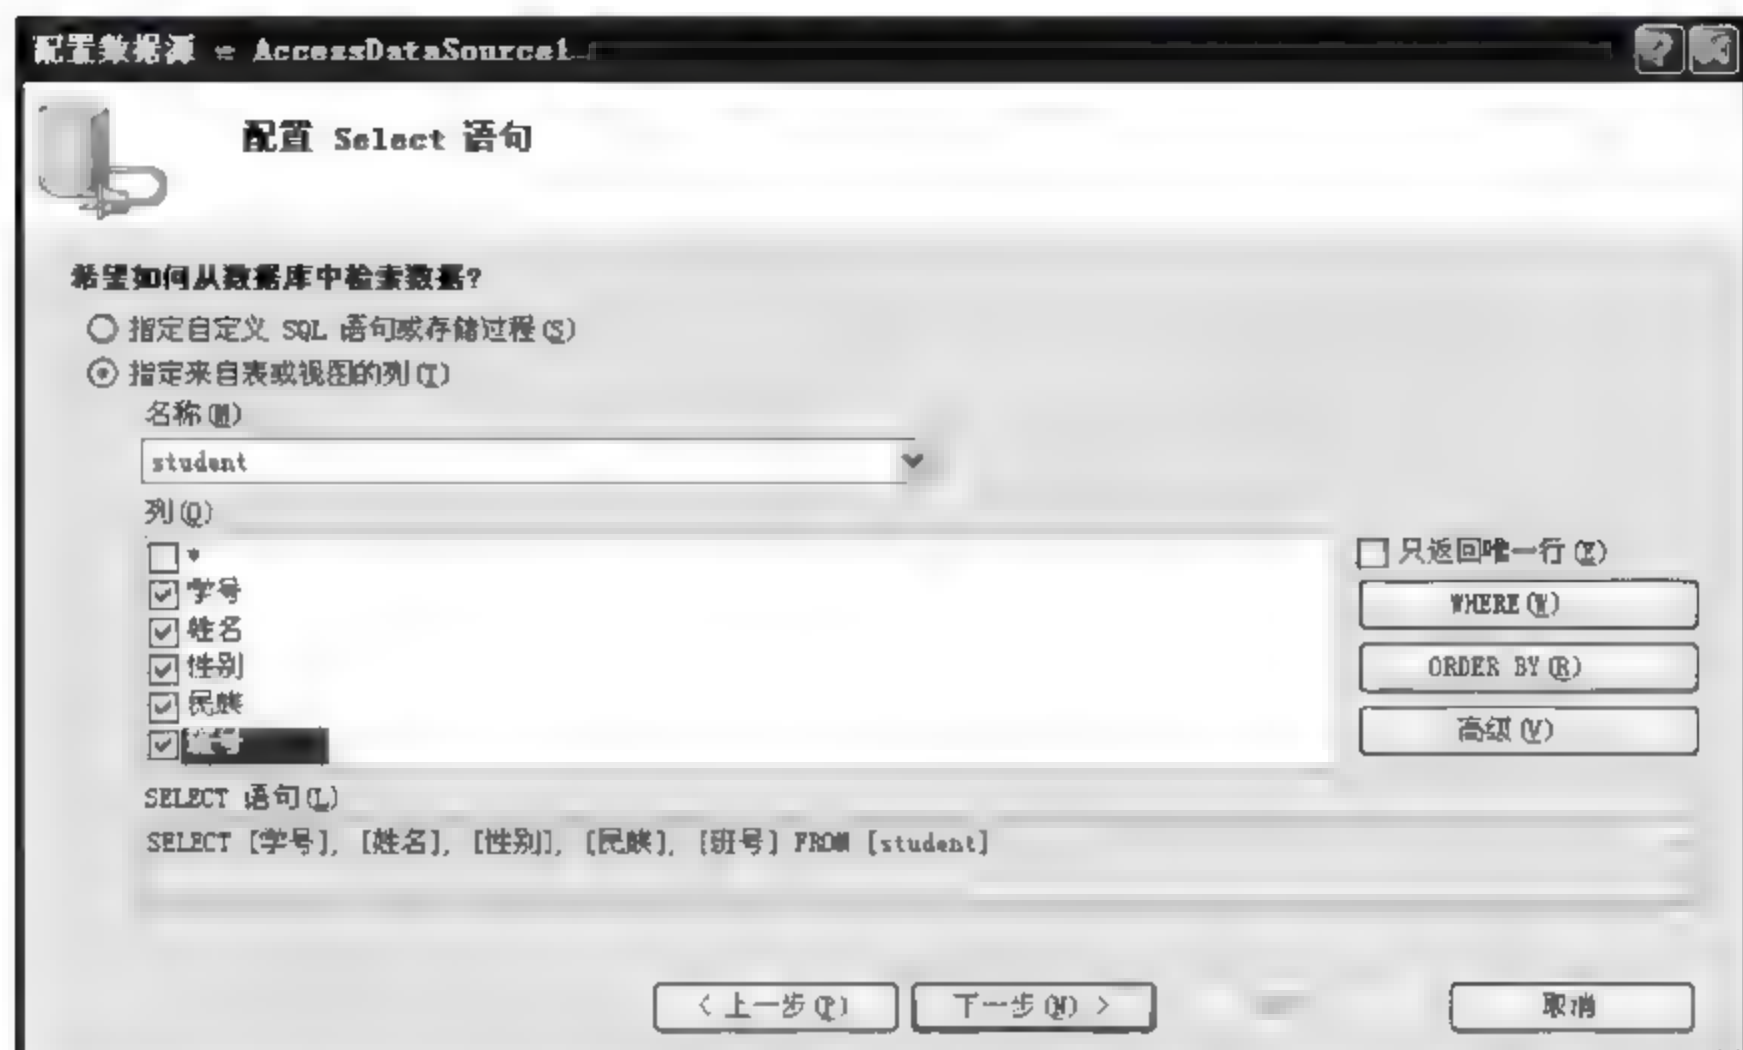 配置数据源 - AccessDataSource1
配置 Select 语句
希望如何从数据库中检索数据?
指定自定义 SQL 语句或存储过程(S)
指定来自表或视图的列(T)
名称(M)
student
列(O)
*
学号
姓名
性别
民族
班号
只返回唯一行(E)
WHERE(W)
ORDER BY(R)
高级(V)
SELECT 语句(L)
SELECT [学号], [姓名], [性别], [民族], [班号] FROM [student]
< 上一步(P)
下一步(N) >
取消